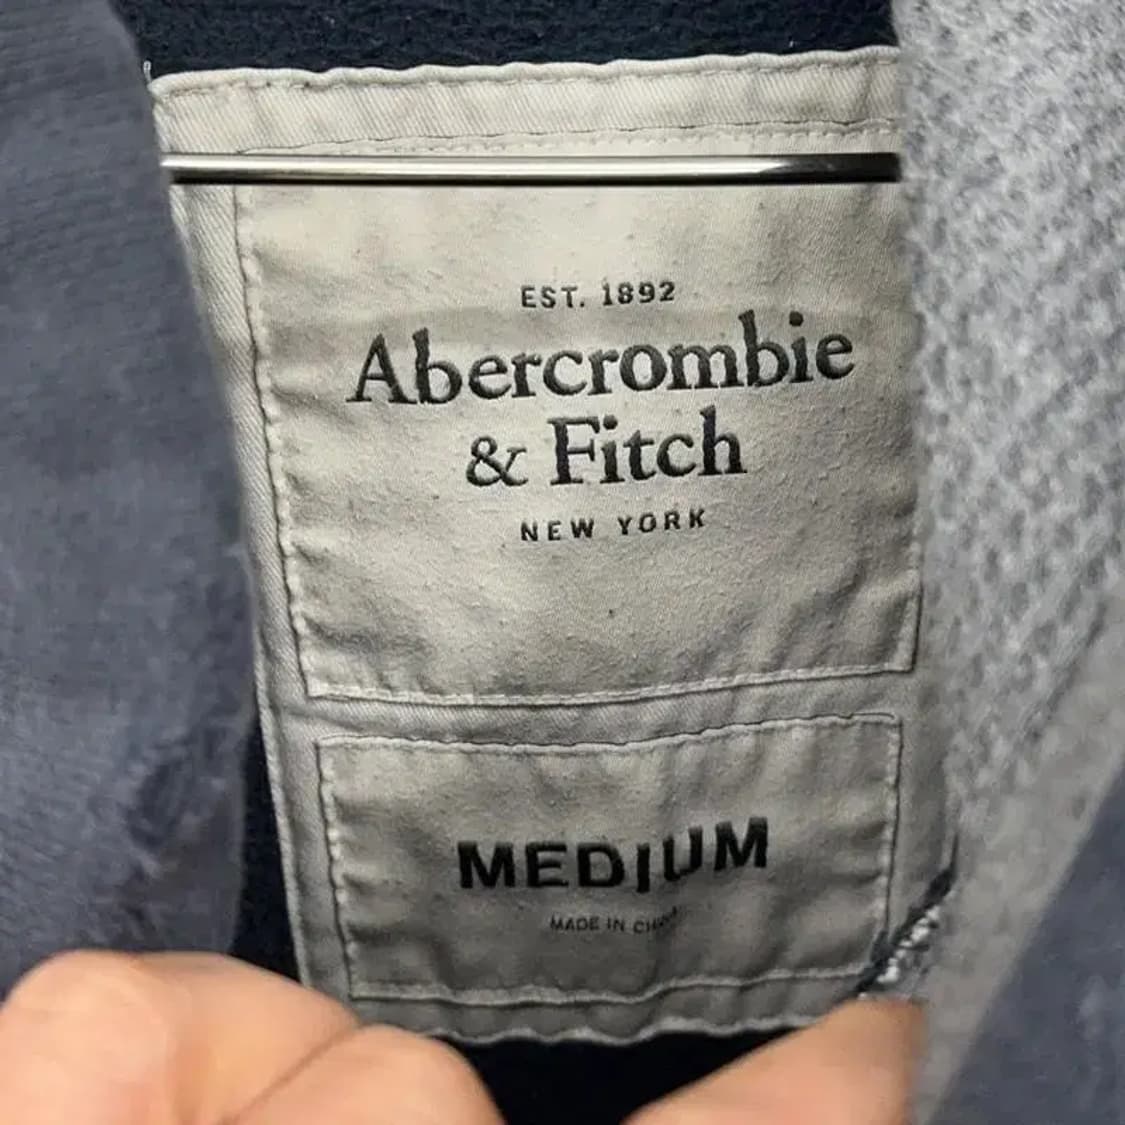 EST. 1892
Abercrombie
& Fitch
NEW YORK
MEDIUM
MADE IN